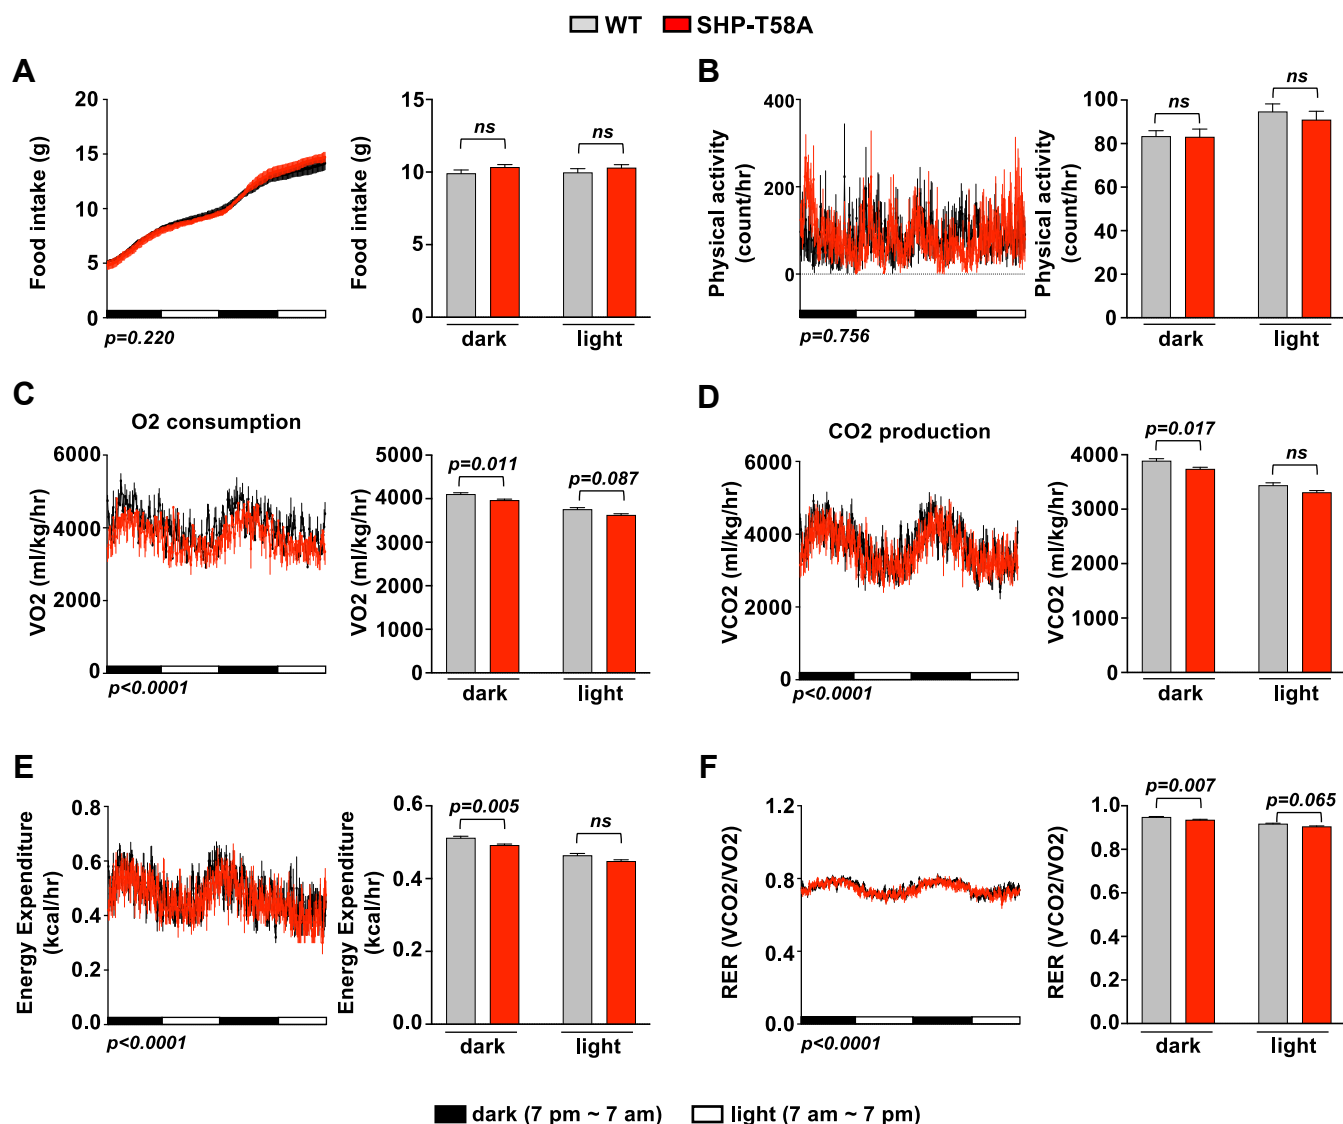 WT SHP-T58A
A
Food intake (g)
20
15
10
5
0
p=0.220
Food intake (g)
15
10
5
0
ns
ns
dark light
B
Physical activity
(count/hr)
400
200
0
p=0.756
Physical activity
(count/hr)
100
80
60
40
20
0
ns
ns
dark light
C
O2 consumption
VO2 (ml/kg/hr)
6000
4000
2000
0
p<0.0001
VO2 (ml/kg/hr)
5000
4000
3000
2000
1000
0
p=0.011
p=0.087
dark light
D
CO2 production
VCO2 (ml/kg/hr)
6000
4000
2000
0
p<0.0001
VCO2 (ml/kg/hr)
4000
3000
2000
1000
0
p=0.017
ns
dark light
E
Energy Expenditure
(kcal/hr)
0.8
0.6
0.4
0.2
0.0
p<0.0001
Energy Expenditure
(kcal/hr)
0.6
0.4
0.2
0.0
p=0.005
ns
dark light
F
RER (VCO2/VO2)
1.2
0.8
0.4
0.0
p<0.0001
RER (VCO2/VO2)
1.0
0.8
0.6
0.4
0.2
0.0
p=0.007
p=0.065
dark light
dark (7 pm ~ 7 am) light (7 am ~ 7 pm)